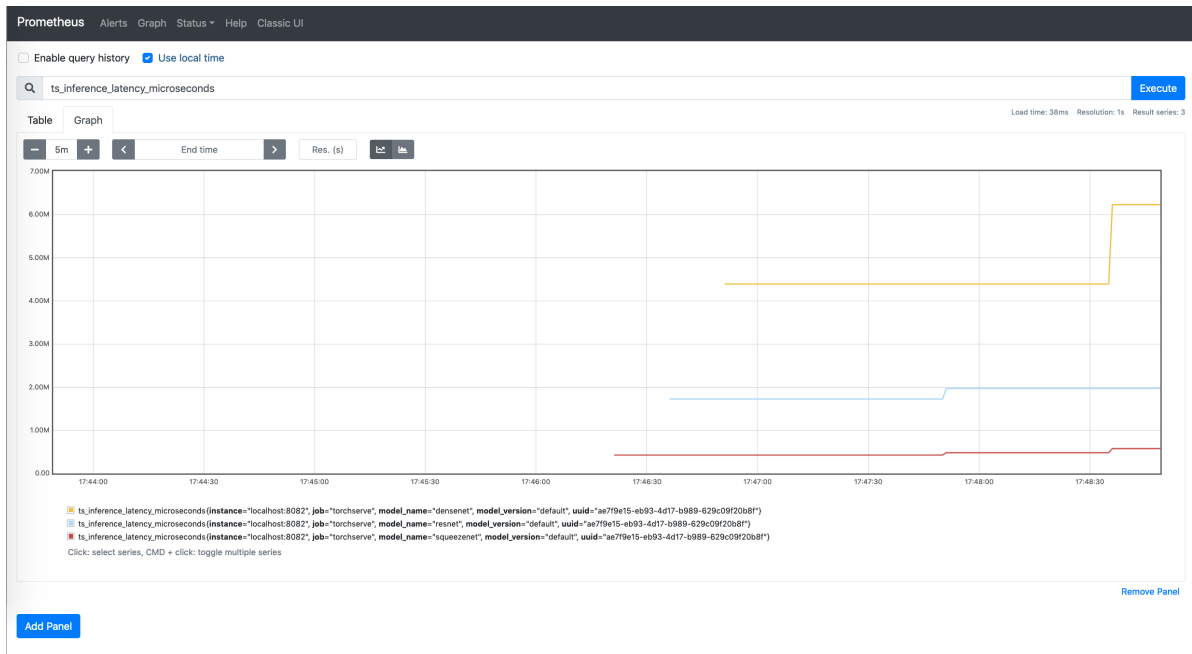 Prometheus Alerts Graph Status Help Classic UI
Enable query history Use local time
ts_inference_latency_microseconds Execute
Load time: 38ms Resolution: 1s Result series: 3
Table Graph
− 5m + < End time > Res. (s)
7.00M
6.00M
5.00M
4.00M
3.00M
2.00M
1.00M
0.00
17:44:00 17:44:30 17:45:00 17:45:30 17:46:00 17:46:30 17:47:00 17:47:30 17:48:00 17:48:30
ts_inference_latency_microseconds{instance="localhost:8082", job="torchserve", model_name="densenet", model_version="default", uuid="ae7f9e15-eb93-4d17-b989-629c09f20b8f"}
ts_inference_latency_microseconds{instance="localhost:8082", job="torchserve", model_name="resnet", model_version="default", uuid="ae7f9e15-eb93-4d17-b989-629c09f20b8f"}
ts_inference_latency_microseconds{instance="localhost:8082", job="torchserve", model_name="squeezenet", model_version="default", uuid="ae7f9e15-eb93-4d17-b989-629c09f20b8f"}
Click: select series, CMD + click: toggle multiple series
Remove Panel
Add Panel